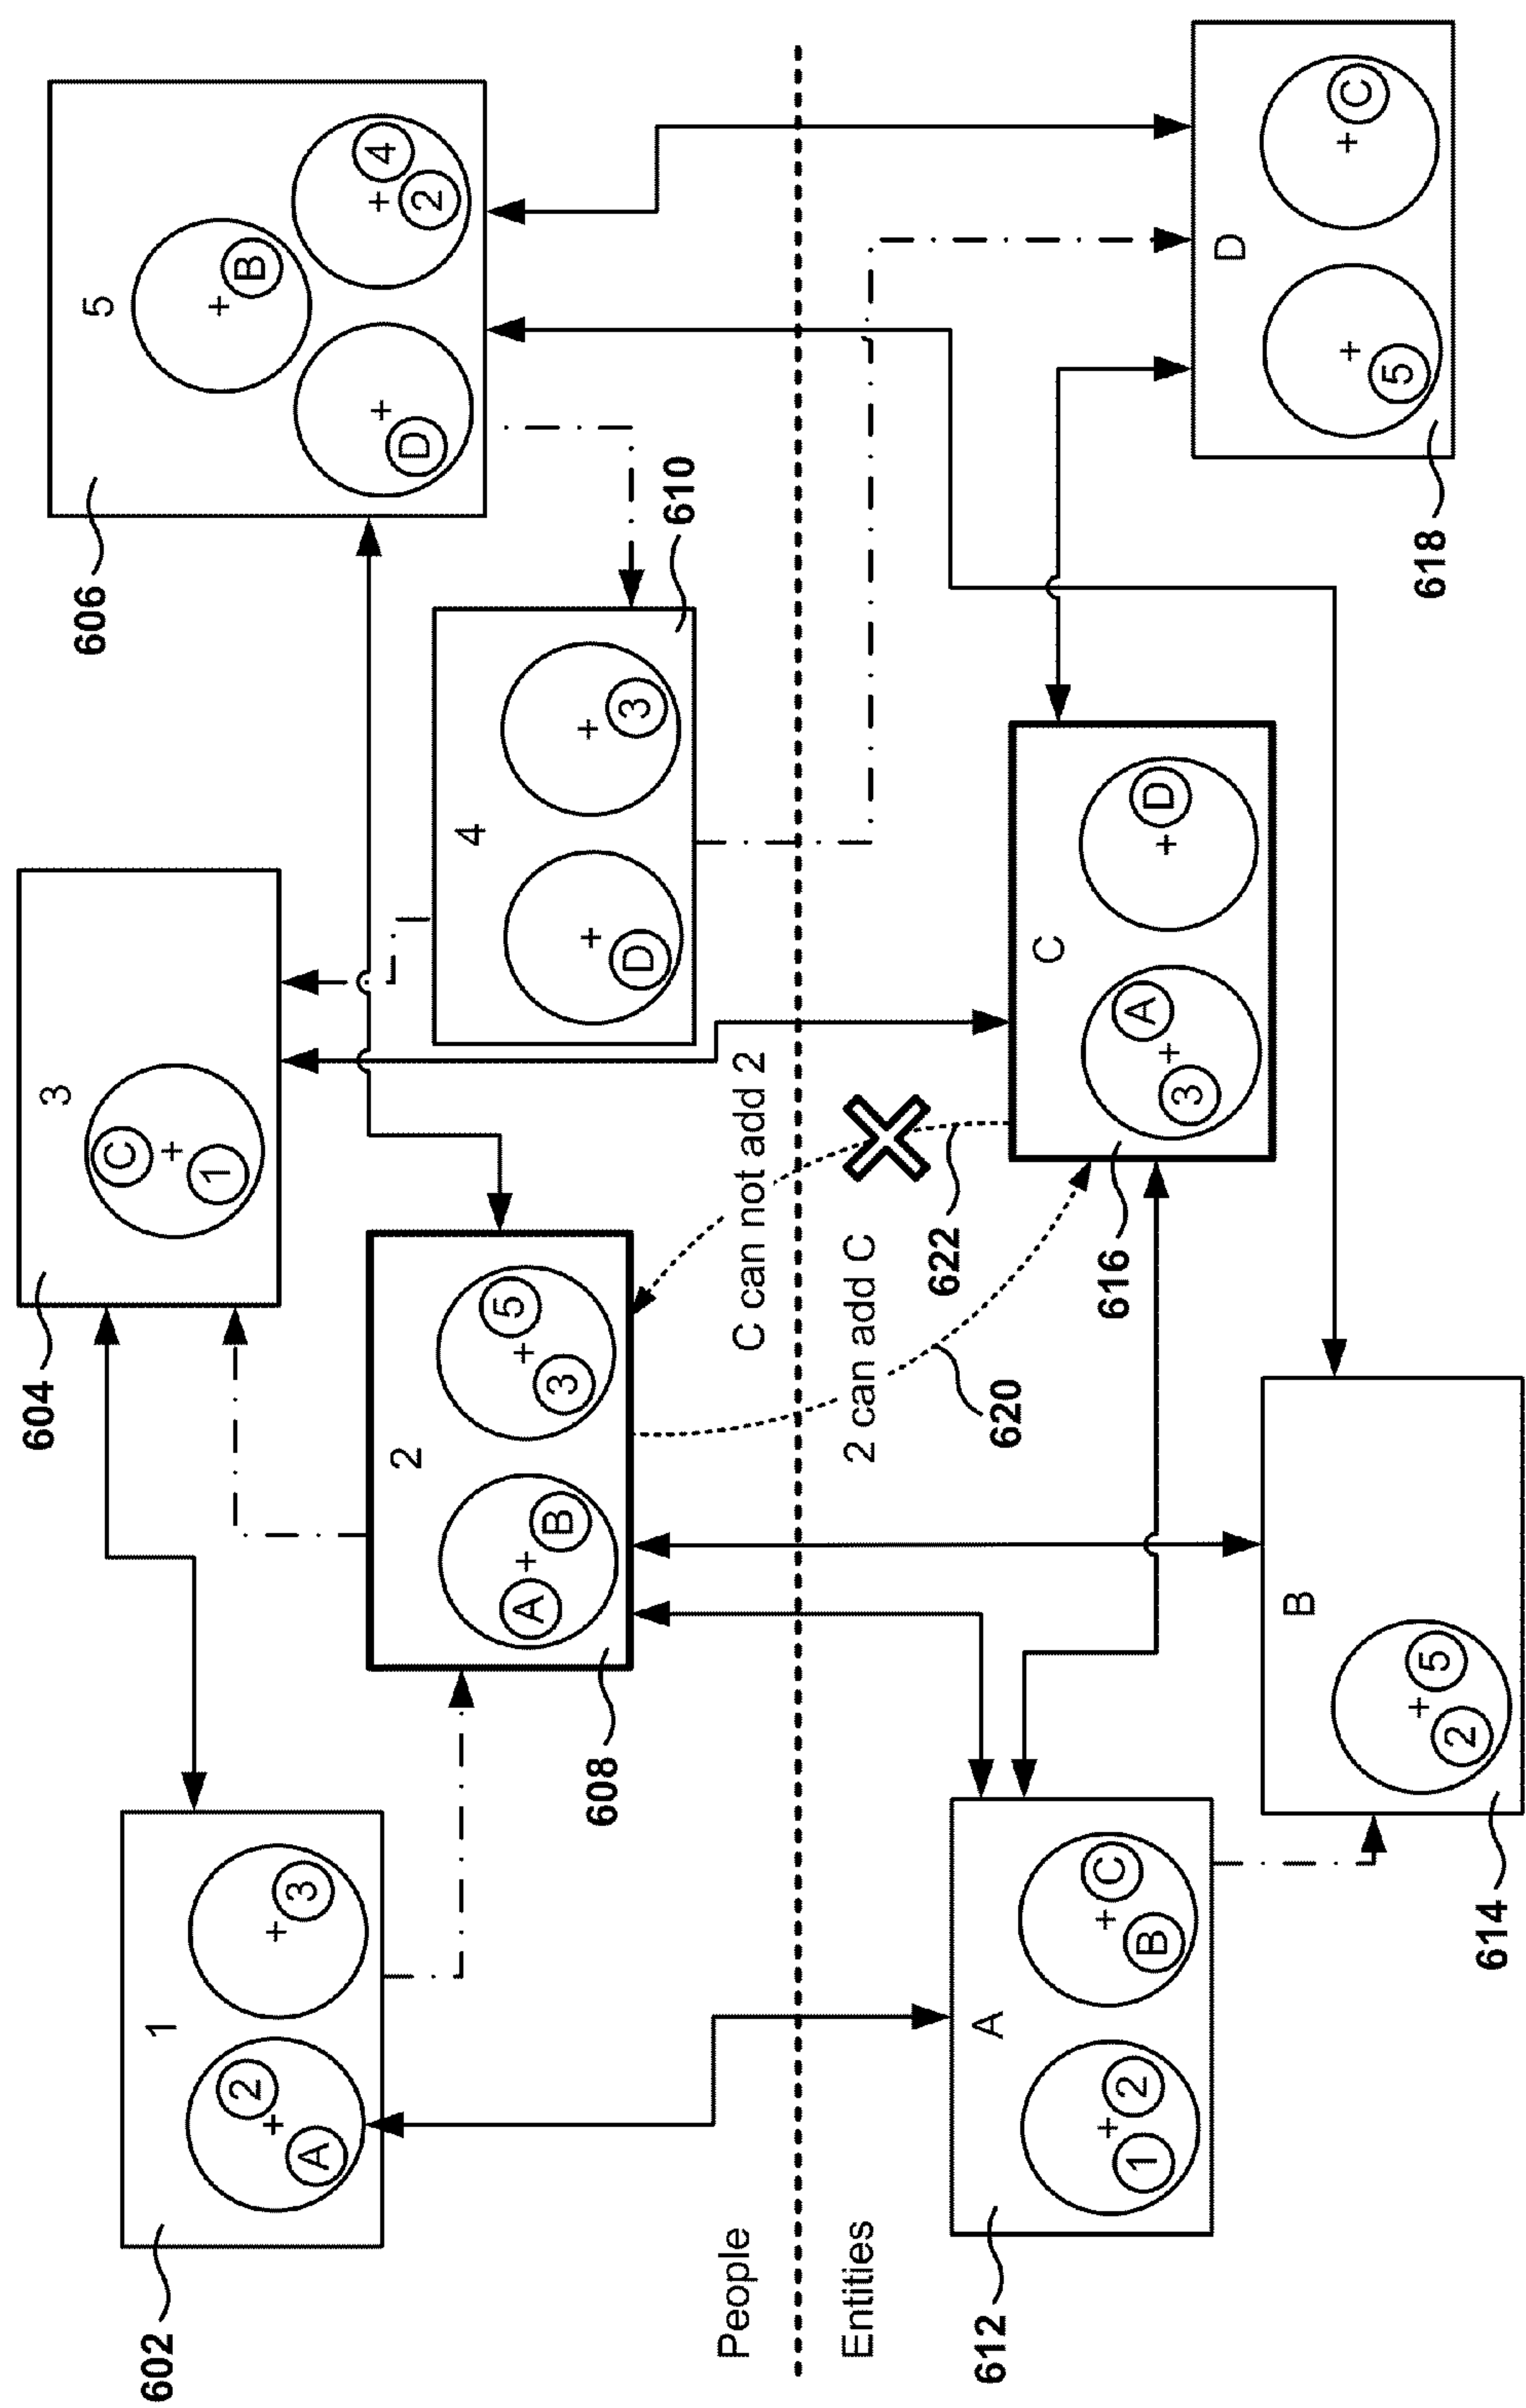 604
3
C
+
1
606
5
+ B
D +
+ 4
2
602
1
2
+
A
+
3
608
2
A + B
5
+
3
610
4
+
D
+
3
People
C can not add 2
Entities
2 can add C
622
620
612
A
+
1 2
+ C
B
616
C
A
+
3
D
+
618
D
+
5
+ C
614
B
+ 5
2